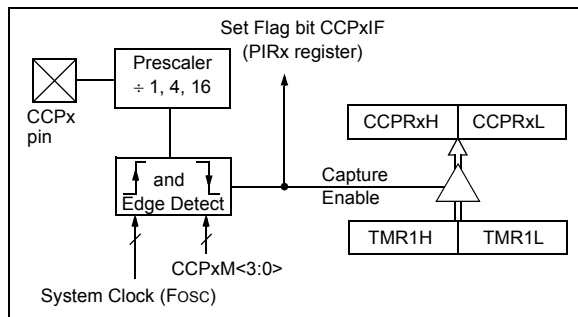 Set Flag bit CCPxIF
(PIRx register)
Prescaler
÷ 1, 4, 16
CCPx
pin
CCPRxH
CCPRxL
and
Edge Detect
Capture
Enable
TMR1H
TMR1L
CCPxM<3:0>
System Clock (FOSC)